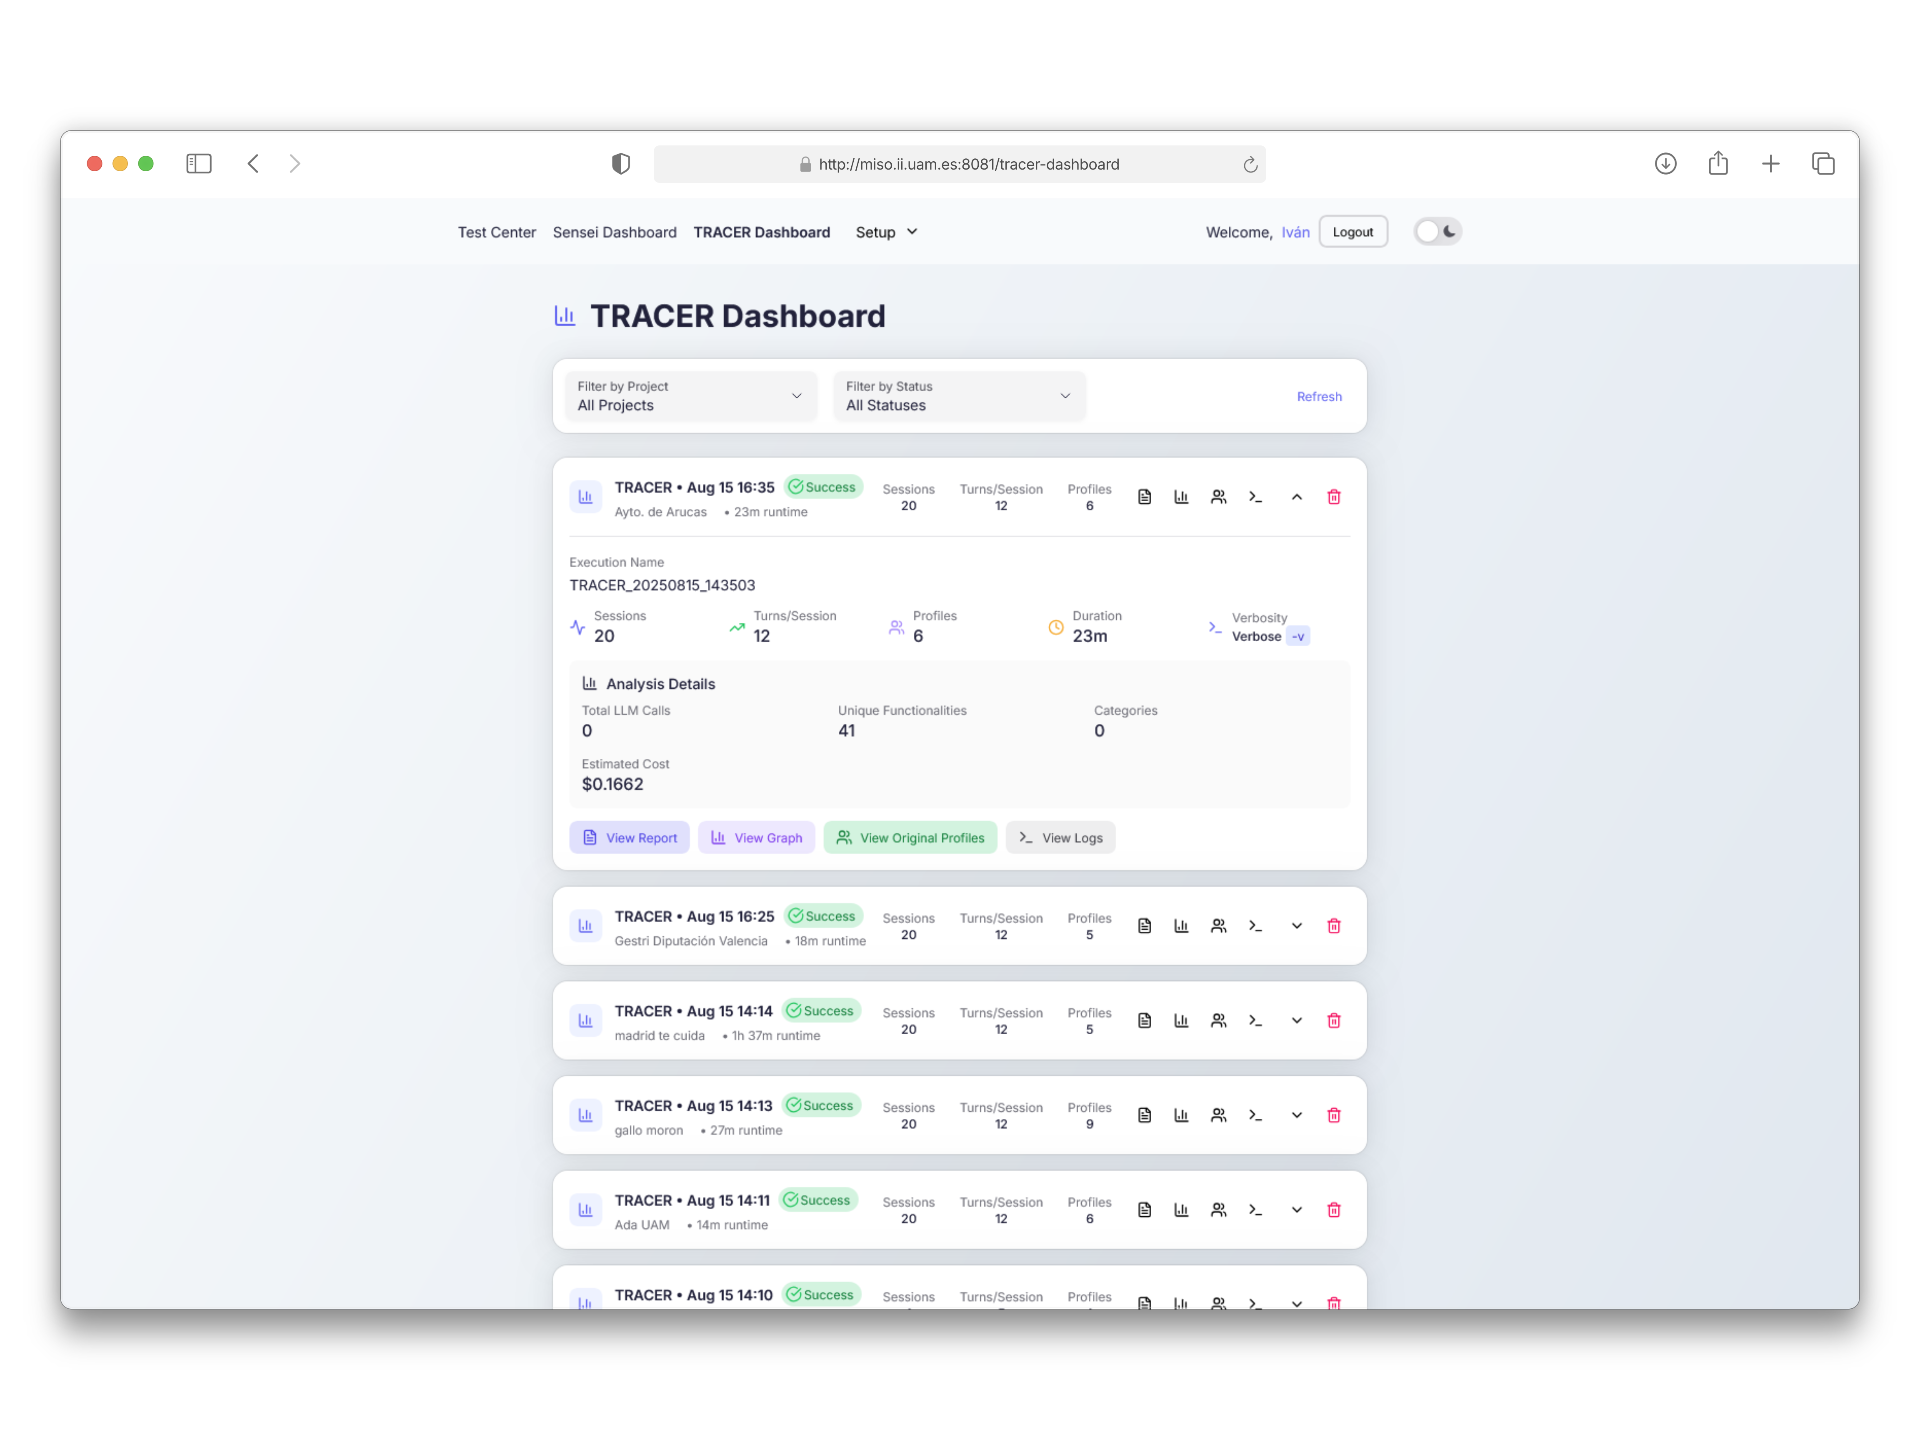 http://miso.ii.uam.es:8081/tracer-dashboard
Test Center Sensei Dashboard TRACER Dashboard Setup Welcome, Iván Logout
TRACER Dashboard
Filter by Project
All Projects
Filter by Status
All Statuses
Refresh
TRACER • Aug 15 16:35 Success
Ayto. de Arucas • 23m runtime
Sessions
20
Turns/Session
12
Profiles
6
Execution Name
TRACER_20250815_143503
Sessions
20
Turns/Session
12
Profiles
6
Duration
23m
Verbosity
Verbose -v
Analysis Details
Total LLM Calls
0
Unique Functionalities
41
Categories
0
Estimated Cost
$0.1662
View Report View Graph View Original Profiles View Logs
TRACER • Aug 15 16:25 Success
Gestri Diputación Valencia • 18m runtime
Sessions
20
Turns/Session
12
Profiles
5
TRACER • Aug 15 14:14 Success
madrid te cuida • 1h 37m runtime
Sessions
20
Turns/Session
12
Profiles
5
TRACER • Aug 15 14:13 Success
gallo moron • 27m runtime
Sessions
20
Turns/Session
12
Profiles
9
TRACER • Aug 15 14:11 Success
Ada UAM • 14m runtime
Sessions
20
Turns/Session
12
Profiles
6
TRACER • Aug 15 14:10 Success
Sessions
Turns/Session
Profiles